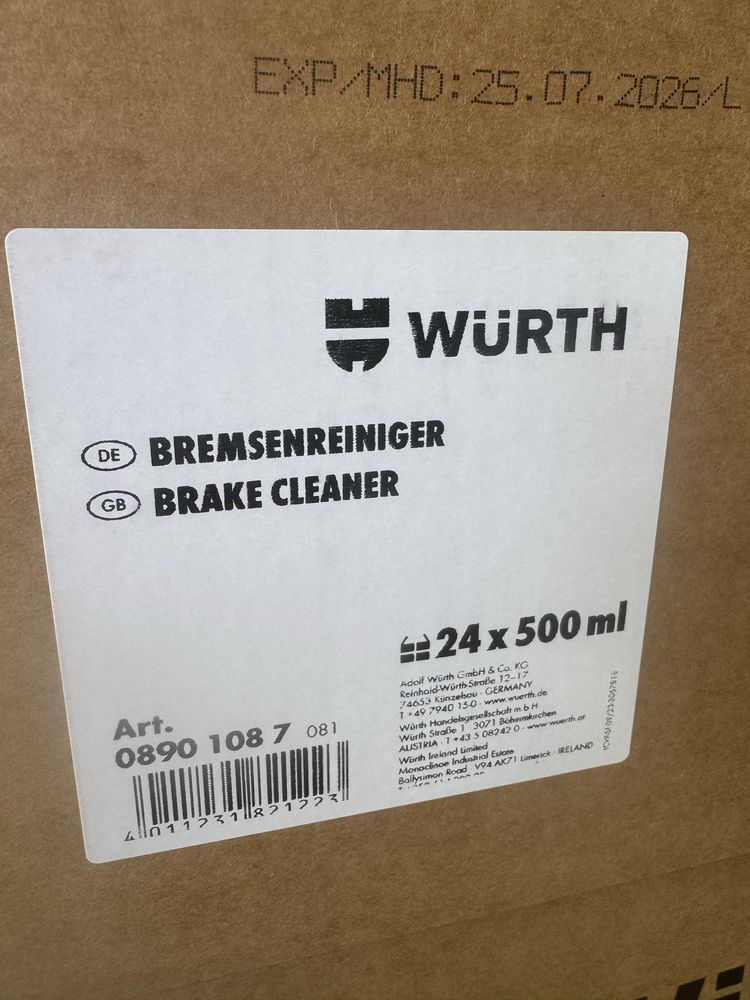 EXP/MHD: 25.07.2026/L
WÜRTH
DE BREMSENREINIGER
GB BRAKE CLEANER
24 x 500 ml
Adolf Würth GmbH & Co. KG
Reinhold-Würth-Straße 12-17
74653 Künzelsau · GERMANY
T +49 7940 15-0 · www.wuerth.de
Würth Handelsgesellschaft m.b.H
Würth Straße 1 · 3071 Böheimkirchen
AUSTRIA · T +43 5 08242 0 · www.wuerth.at
Würth Ireland Limited
Monaclinoe Industrial Estate
Ballysimon Road · V94 AK71 Limerick · IRELAND
Art.
0890 108 7 081
4 011231 821223